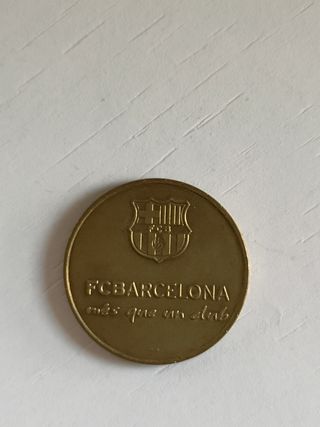 FCB
FCBARCELONA
més que un club